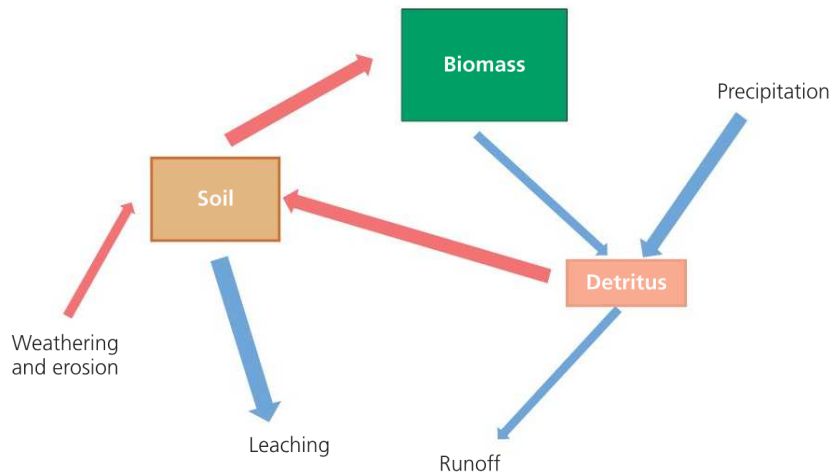 Biomass
Precipitation
Soil
Detritus
Weathering
and erosion
Leaching
Runoff